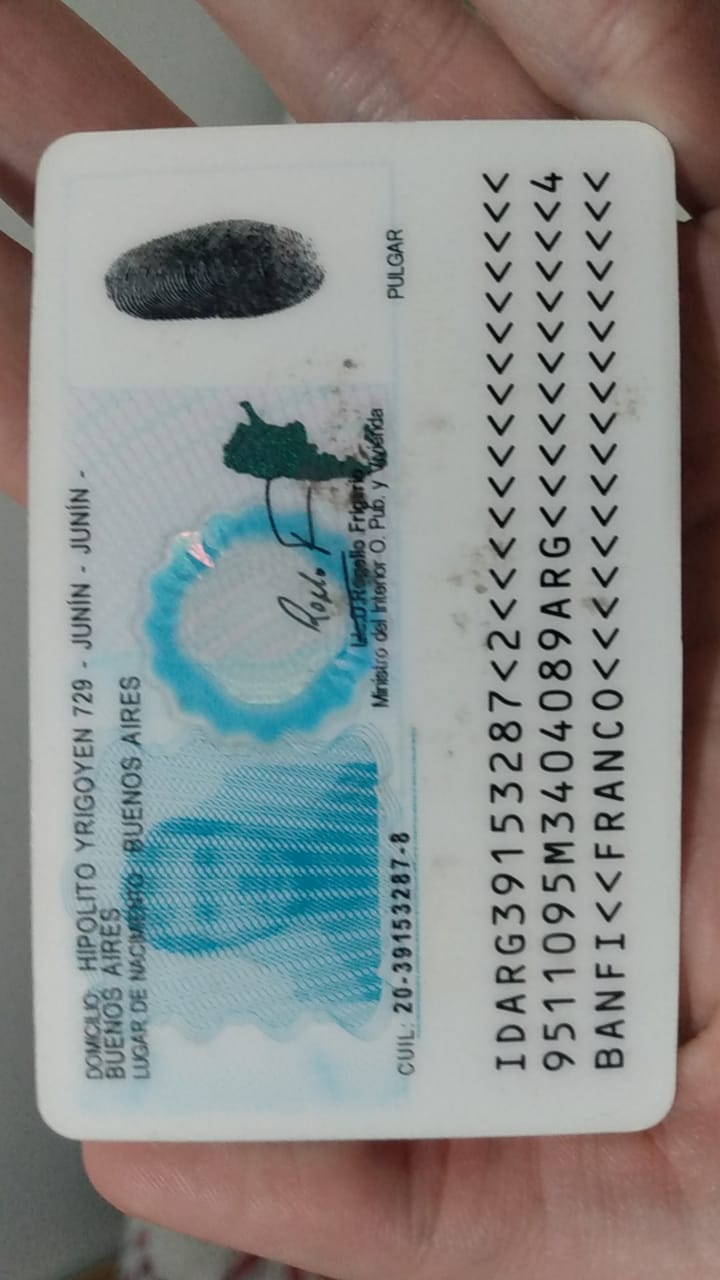 DOMICILIO: HIPOLITO YRIGOYEN 729 - JUNÍN - JUNÍN -
BUENOS AIRES
LUGAR DE NACIMIENTO: BUENOS AIRES
Lic.D.Rogelio Frigerio
Ministro del Interior O. Pub. y Vivienda
CUIL: 20-39153287-8
PULGAR
IDARG39153287<2<<<<<<<<<<<<<<<
9511095M3404089ARG<<<<<<<<<<<4
BANFI<<FRANCO<<<<<<<<<<<<<<<<<